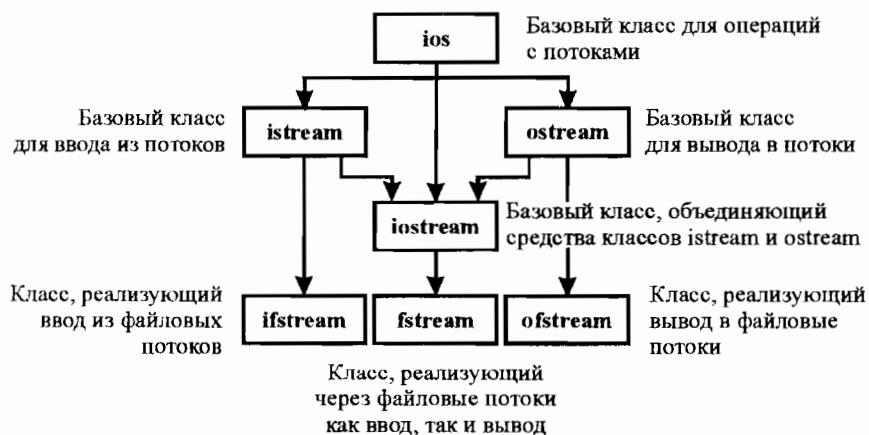 ios
Базовый класс для операций
с потоками
Базовый класс
для ввода из потоков
istream
ostream
Базовый класс
для вывода в потоки
iostream
Базовый класс, объединяющий
средства классов istream и ostream
Класс, реализующий
ввод из файловых
потоков
ifstream
fstream
ofstream
Класс, реализующий
вывод в файловые
потоки
Класс, реализующий
через файловые потоки
как ввод, так и вывод